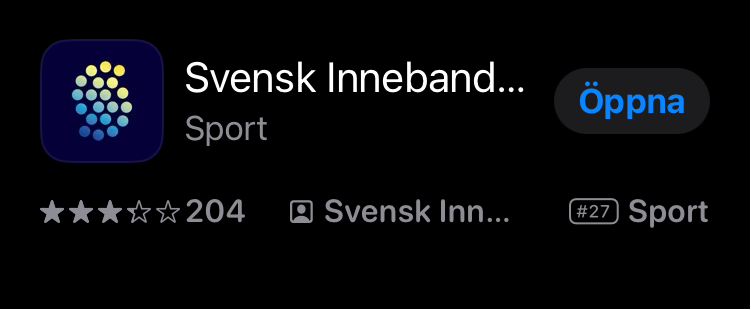 Svensk Inneband...
Sport
Öppna
204
Svensk Inn...
#27 Sport